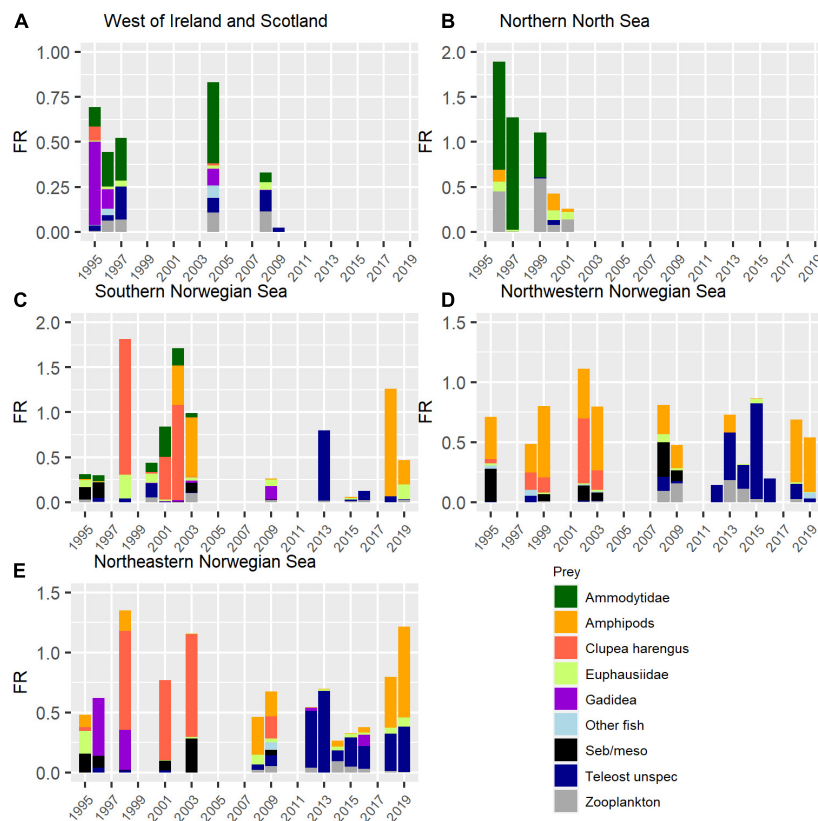 A West of Ireland and Scotland
FR
1.00
0.75
0.50
0.25
0.00
1995 1997 1999 2001 2003 2005 2007 2009 2011 2013 2015 2017 2019
B Northern North Sea
FR
2.0
1.5
1.0
0.5
0.0
1995 1997 1999 2001 2003 2005 2007 2009 2011 2013 2015 2017 2019
C Southern Norwegian Sea
FR
2.0
1.5
1.0
0.5
0.0
1995 1997 1999 2001 2003 2005 2007 2009 2011 2013 2015 2017 2019
D Northwestern Norwegian Sea
FR
1.5
1.0
0.5
0.0
1995 1997 1999 2001 2003 2005 2007 2009 2011 2013 2015 2017 2019
E Northeastern Norwegian Sea
FR
1.5
1.0
0.5
0.0
1995 1997 1999 2001 2003 2005 2007 2009 2011 2013 2015 2017 2019
Prey
Ammodytidae
Amphipods
Clupea harengus
Euphausiidae
Gadidea
Other fish
Seb/meso
Teleost unspec
Zooplankton